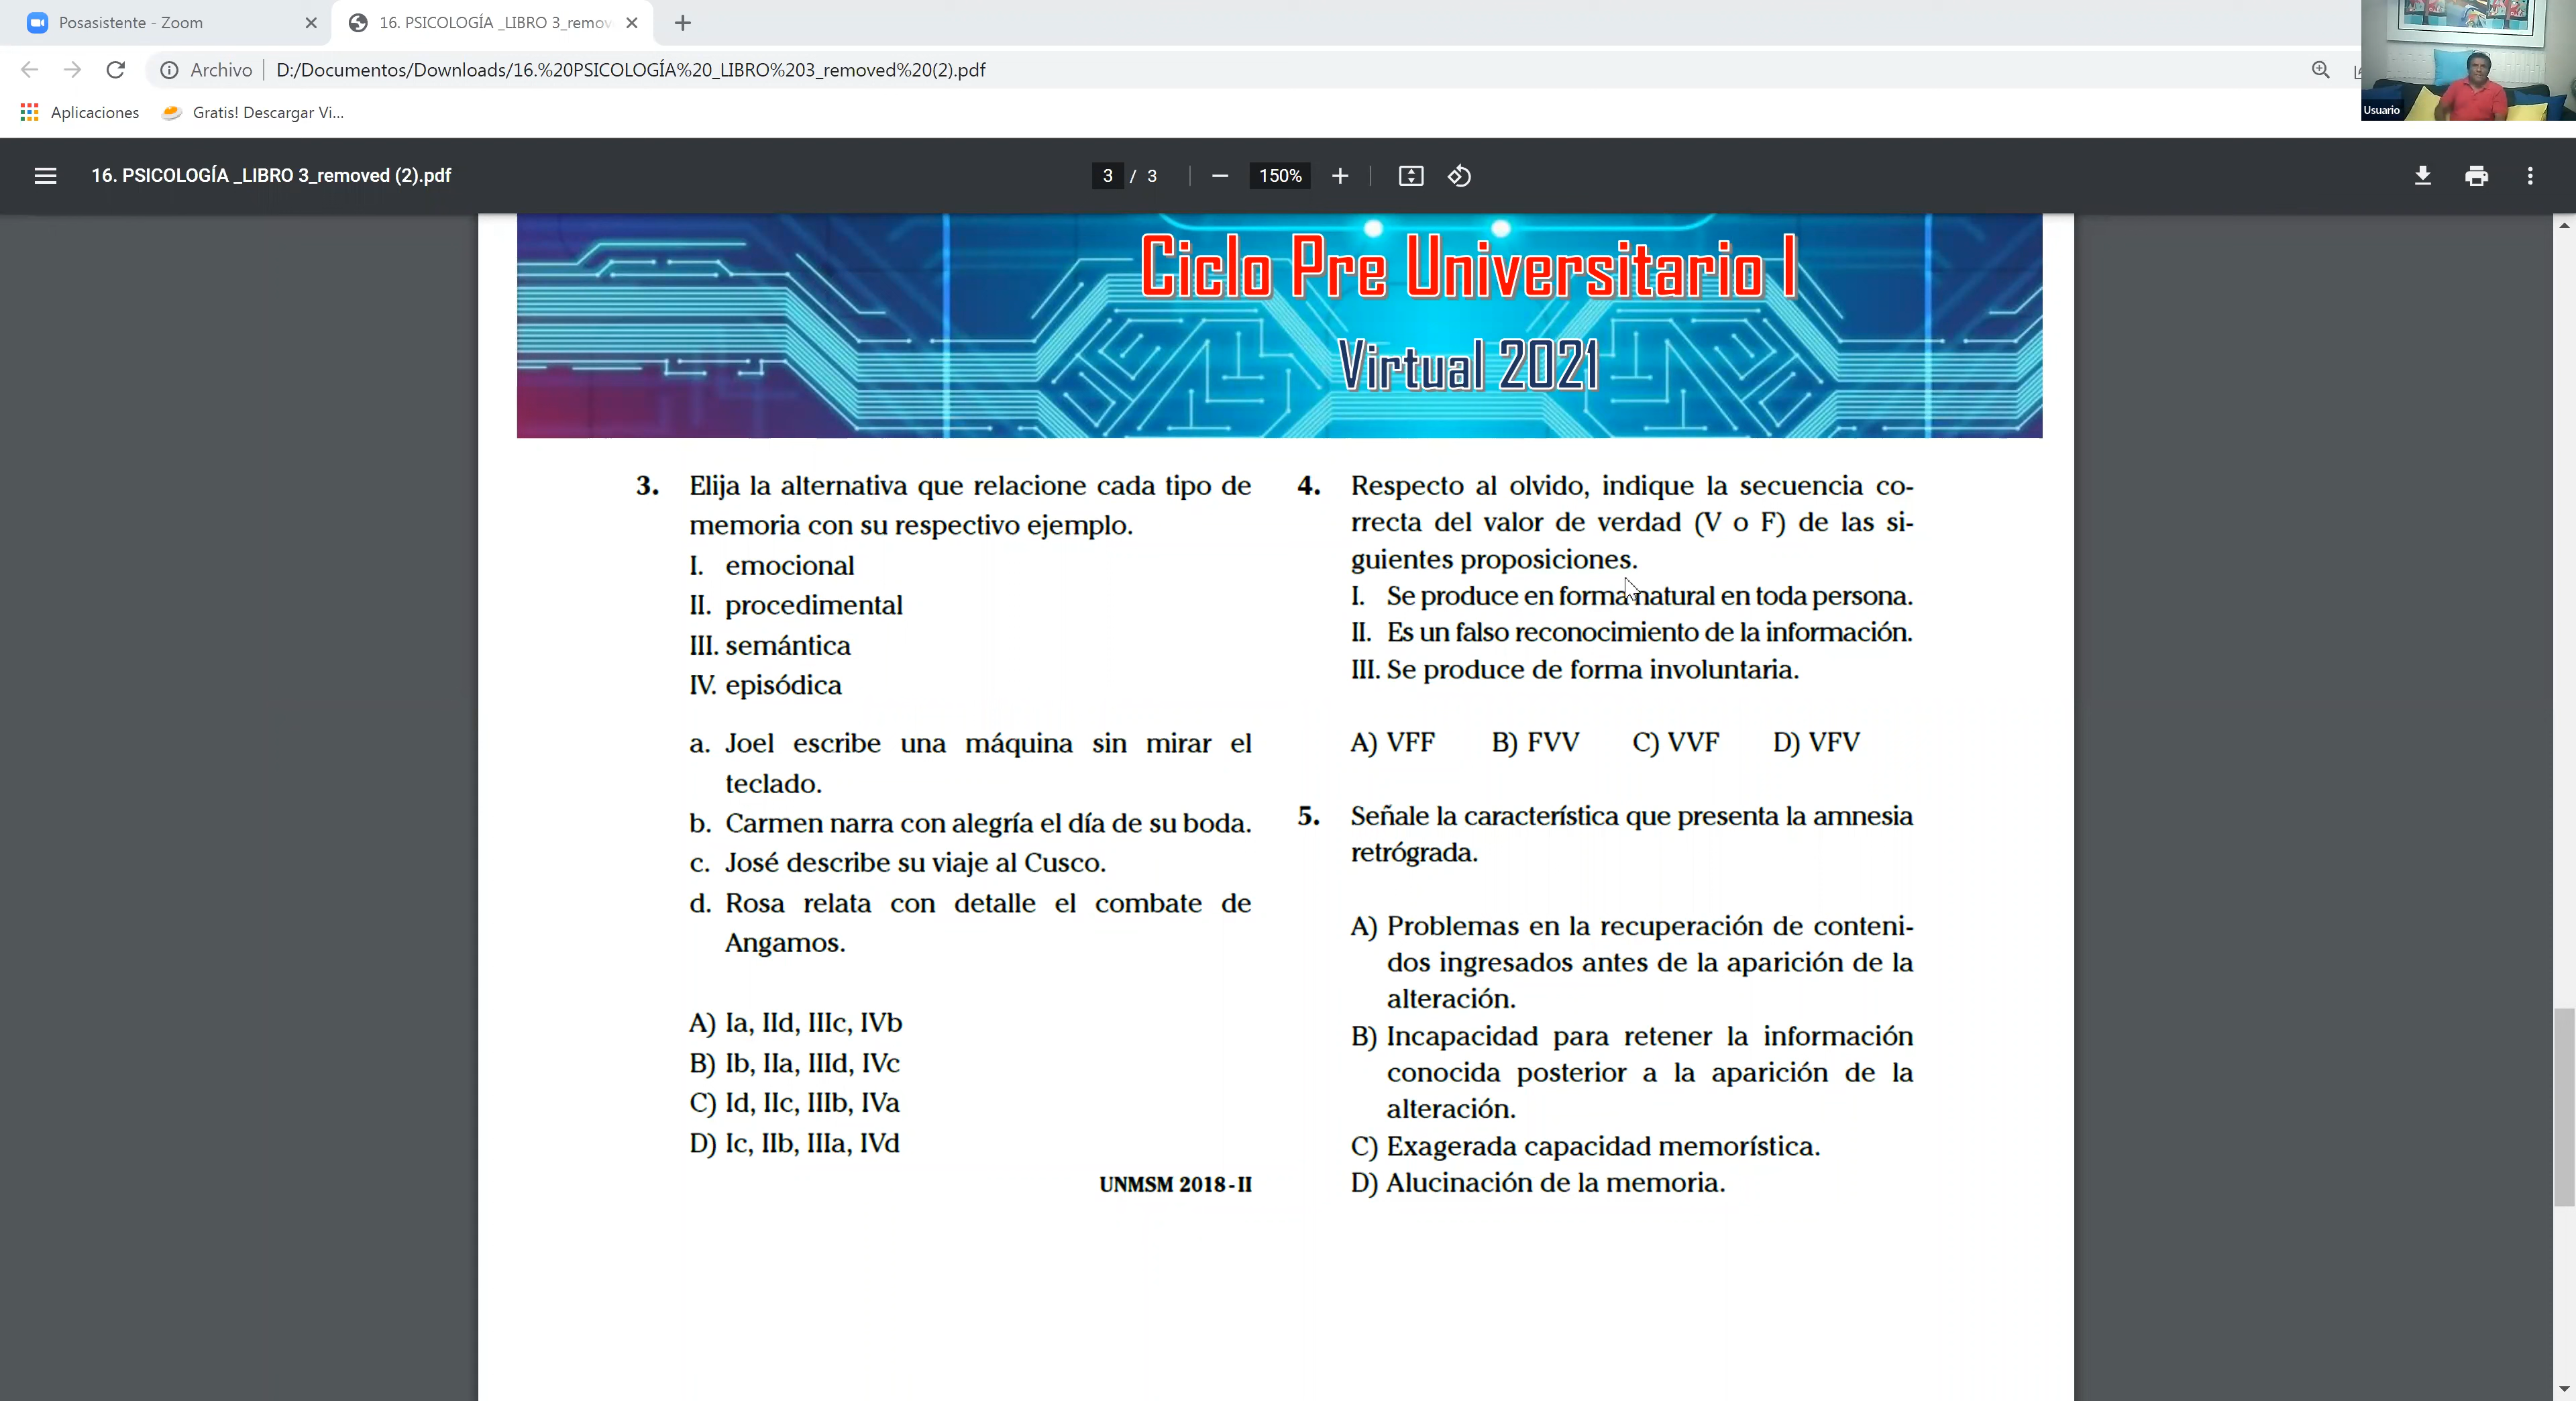 Posasistente - Zoom
16. PSICOLOGÍA _LIBRO 3_remov
Archivo
D:/Documentos/Downloads/16.%20PSICOLOGÍA%20_LIBRO%203_removed%20(2).pdf
Usuario
Aplicaciones
Gratis! Descargar Vi...
16. PSICOLOGÍA _LIBRO 3_removed (2).pdf
3 / 3
150%
Ciclo Pre Universitario I
Virtual 2021
3. Elija la alternativa que relacione cada tipo de
memoria con su respectivo ejemplo.
I. emocional
II. procedimental
III. semántica
IV. episódica
a. Joel escribe una máquina sin mirar el
teclado.
b. Carmen narra con alegría el día de su boda.
c. José describe su viaje al Cusco.
d. Rosa relata con detalle el combate de
Angamos.
A) Ia, IId, IIIc, IVb
B) Ib, IIa, IIId, IVc
C) Id, IIc, IIIb, IVa
D) Ic, IIb, IIIa, IVd
UNMSM 2018-II
4. Respecto al olvido, indique la secuencia co-
rrecta del valor de verdad (V o F) de las si-
guientes proposiciones.
I. Se produce en forma natural en toda persona.
II. Es un falso reconocimiento de la información.
III. Se produce de forma involuntaria.
A) VFF B) FVV C) VVF D) VFV
5. Señale la característica que presenta la amnesia
retrógrada.
A) Problemas en la recuperación de conteni-
dos ingresados antes de la aparición de la
alteración.
B) Incapacidad para retener la información
conocida posterior a la aparición de la
alteración.
C) Exagerada capacidad memorística.
D) Alucinación de la memoria.